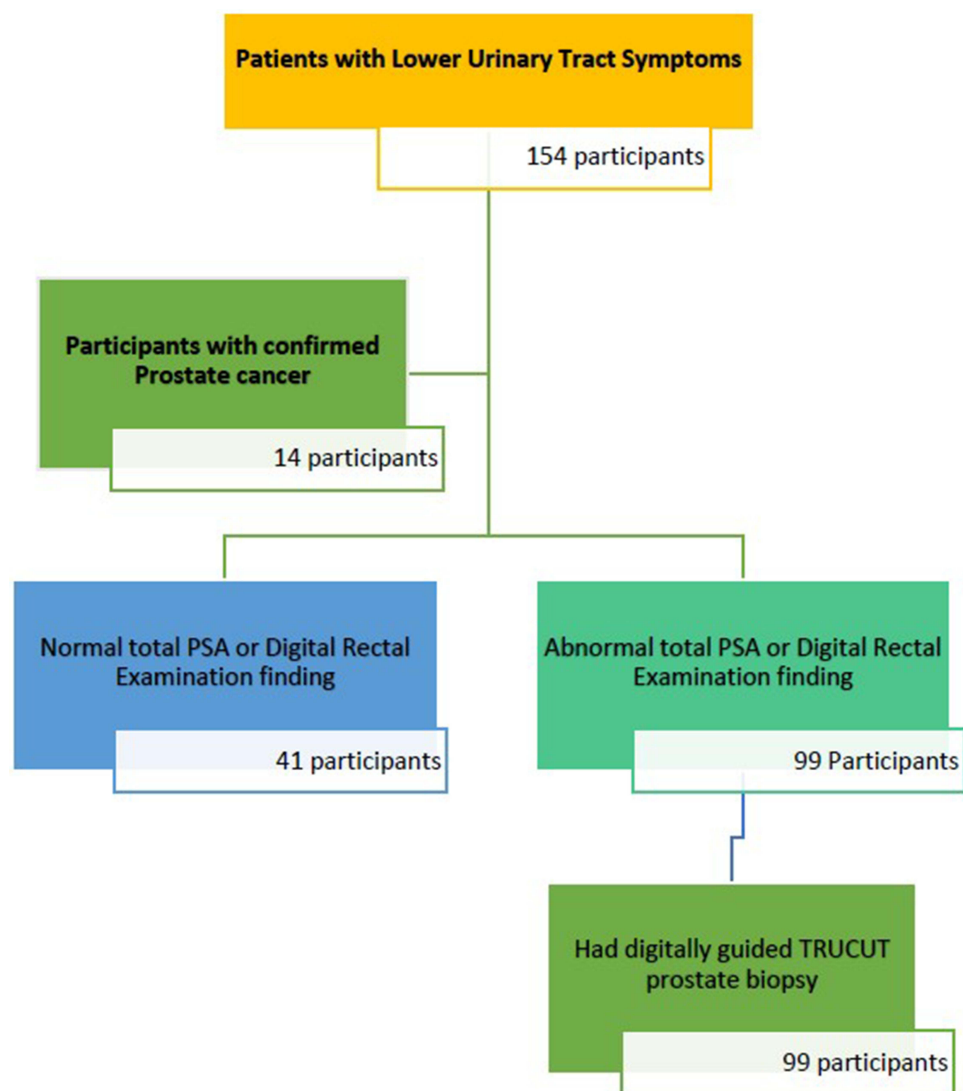 Patients with Lower Urinary Tract Symptoms
154 participants
Participants with confirmed
Prostate cancer
14 participants
Normal total PSA or Digital Rectal
Examination finding
41 participants
Abnormal total PSA or Digital Rectal
Examination finding
99 Participants
Had digitally guided TRUCUT
prostate biopsy
99 participants